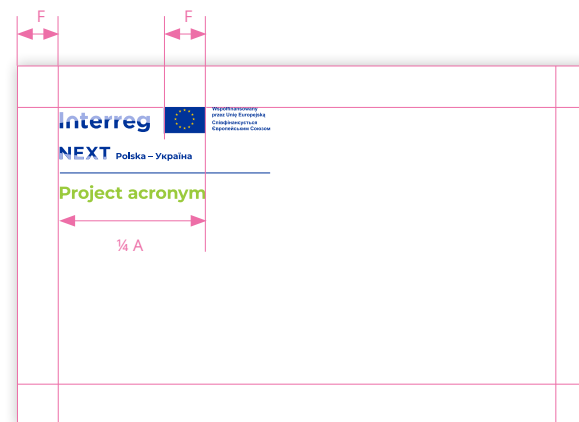 F F
Interreg
Współfinansowany
przez Unię Europejską
Співфінансується
Європейським Союзом
NEXT Polska – Україна
Project acronym
¼ A